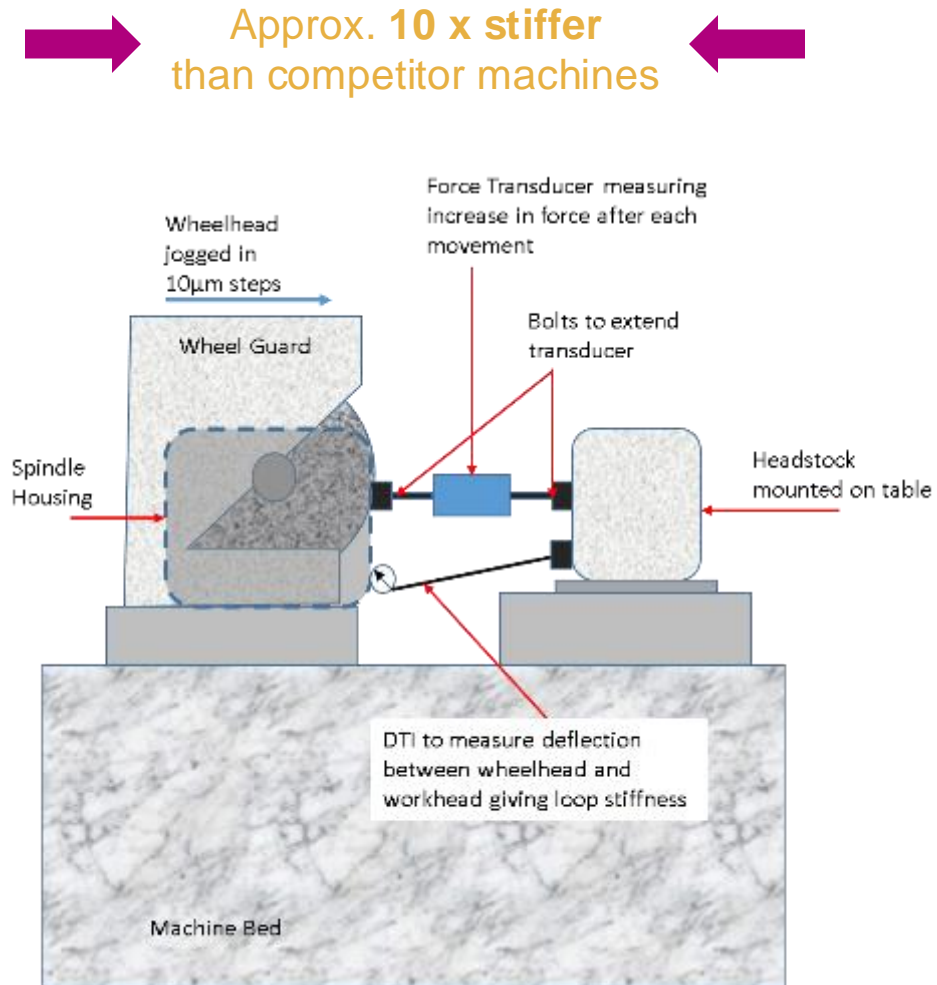 Approx. 10 x stiffer
than competitor machines
Force Transducer measuring
increase in force after each
movement
Wheelhead
jogged in
10µm steps
Bolts to extend
transducer
Wheel Guard
Spindle
Housing
Headstock
mounted on table
DTI to measure deflection
between wheelhead and
workhead giving loop stiffness
Machine Bed